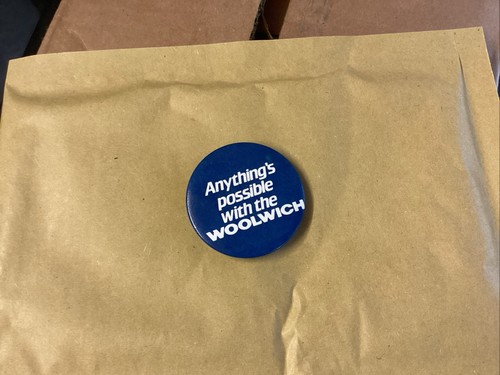 Anything's
possible
with the
WOOLWICH